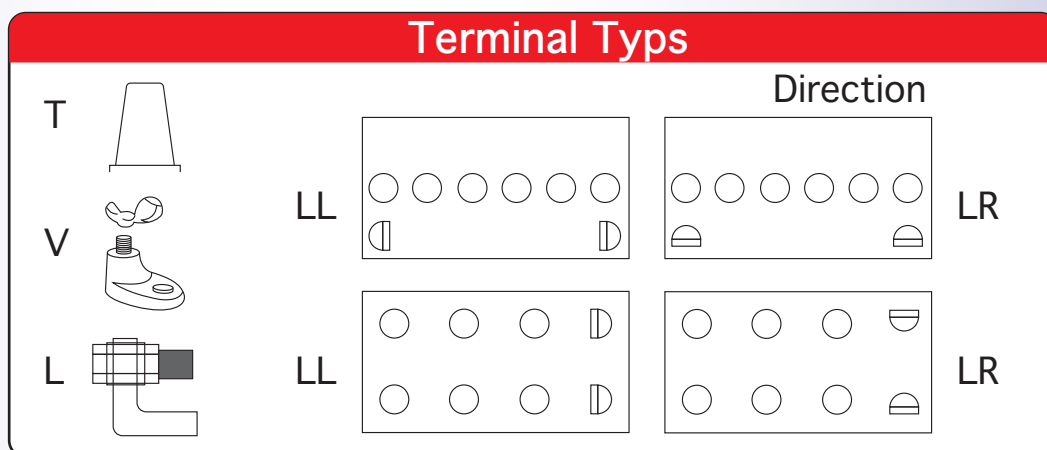 Terminal Typs
Direction
T
LL
LR
V
L
LL
LR